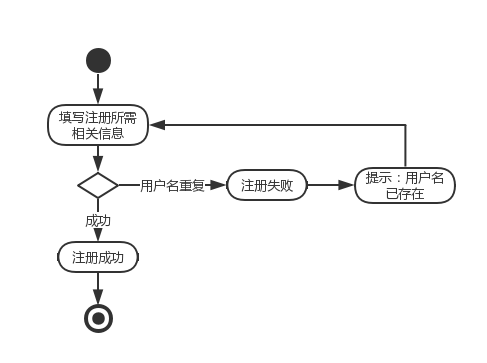 填写注册所需
相关信息
用户名重复
注册失败
提示：用户名
已存在
成功
注册成功